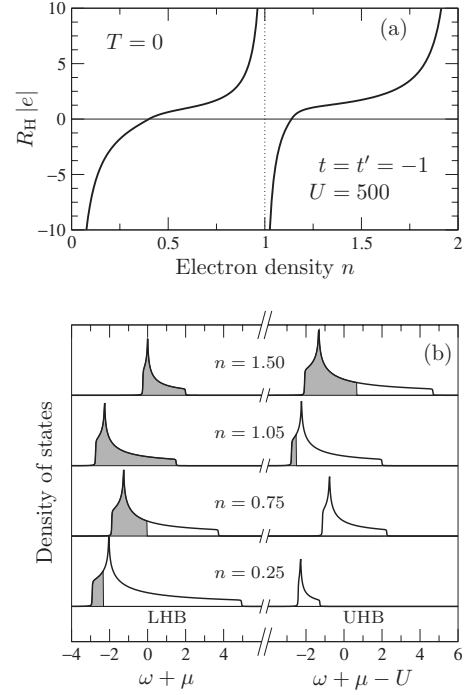 10
5
0
−5
−10
R_H |e|
T = 0
(a)
t = t′ = −1
U = 500
0
0.5
1
1.5
2
Electron density n
(b)
n = 1.50
n = 1.05
n = 0.75
n = 0.25
Density of states
LHB
UHB
−4 −2 0 2 4 −2 0 2 4 6
ω + μ
ω + μ − U